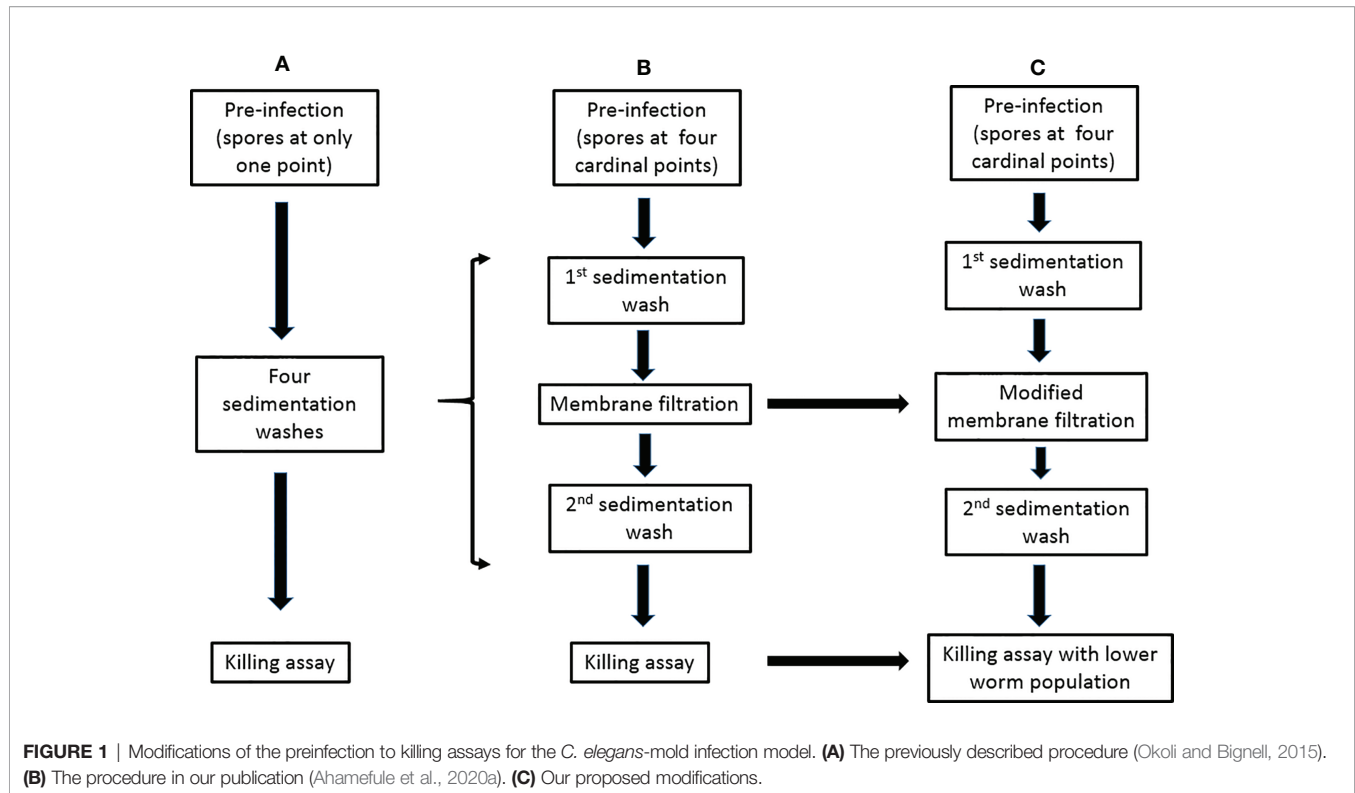 A
Pre-infection
(spores at only
one point)
Four
sedimentation
washes
Killing assay
B
Pre-infection
(spores at four
cardinal points)
1st sedimentation
wash
Membrane filtration
2nd sedimentation
wash
Killing assay
C
Pre-infection
(spores at four
cardinal points)
1st sedimentation
wash
Modified
membrane filtration
2nd sedimentation
wash
Killing assay with lower
worm population
FIGURE 1 | Modifications of the preinfection to killing assays for the C. elegans-mold infection model. (A) The previously described procedure (Okoli and Bignell, 2015).
(B) The procedure in our publication (Ahamefule et al., 2020a). (C) Our proposed modifications.